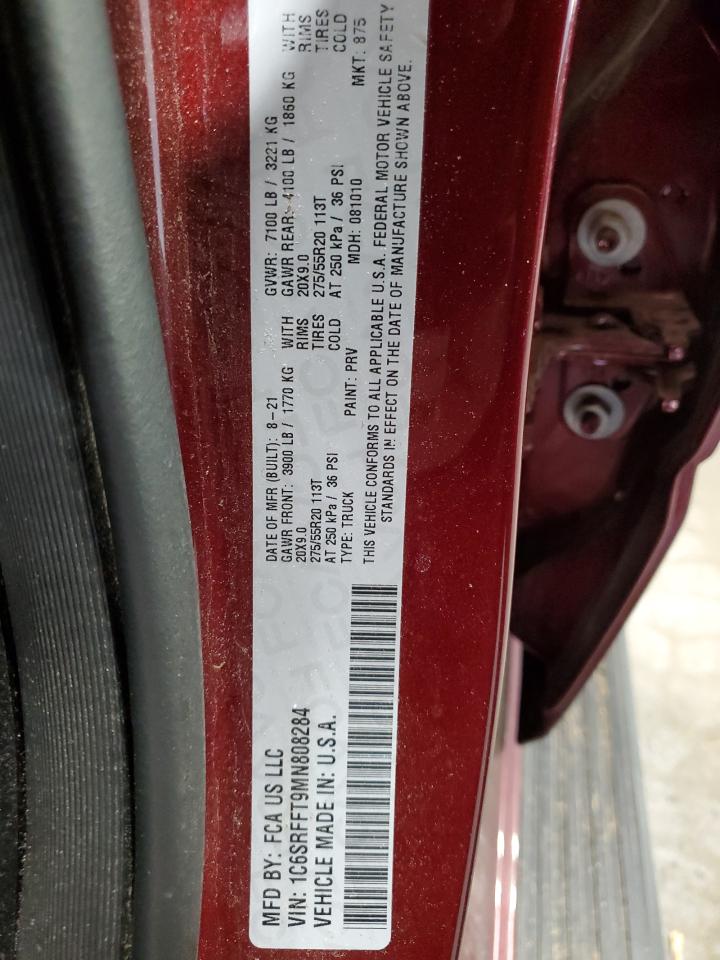 MFD BY: FCA US LLC
VIN: 1C6SRFFT9MN808284
VEHICLE MADE IN: U.S.A.
DATE OF MFR (BUILT): 8-21 GVWR: 7100 LB / 3221 KG
GAWR FRONT: 3900 LB / 1770 KG WITH GAWR REAR: 4100 LB / 1860 KG WITH
20X9.0 RIMS 20X9.0 RIMS
275/55R20 113T TIRES 275/55R20 113T TIRES
AT 250 kPa / 36 PSI COLD AT 250 kPa / 36 PSI COLD
TYPE: TRUCK PAINT: PRV MDH: 081010 MKT: 875
THIS VEHICLE CONFORMS TO ALL APPLICABLE U.S.A. FEDERAL MOTOR VEHICLE SAFETY
STANDARDS IN EFFECT ON THE DATE OF MANUFACTURE SHOWN ABOVE.